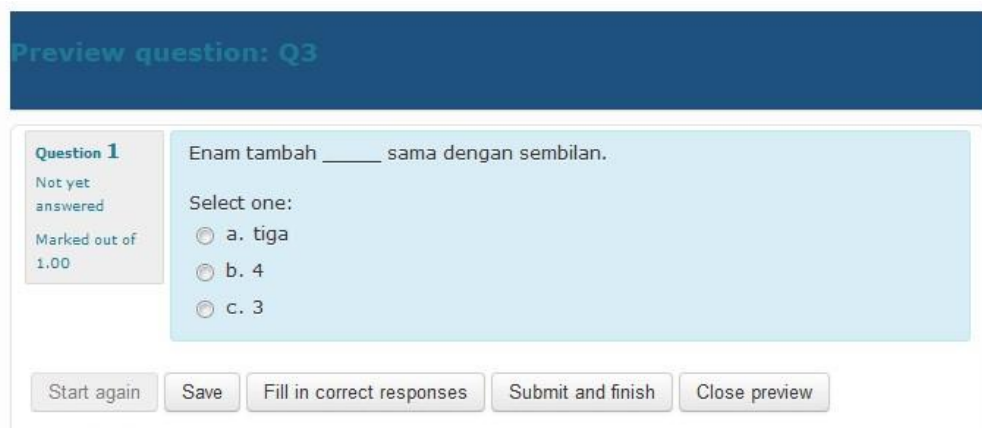 Preview question: Q3
Question 1
Not yet
answered
Marked out of
1.00
Enam tambah _____ sama dengan sembilan.
Select one:
a. tiga
b. 4
c. 3
Start again
Save
Fill in correct responses
Submit and finish
Close preview